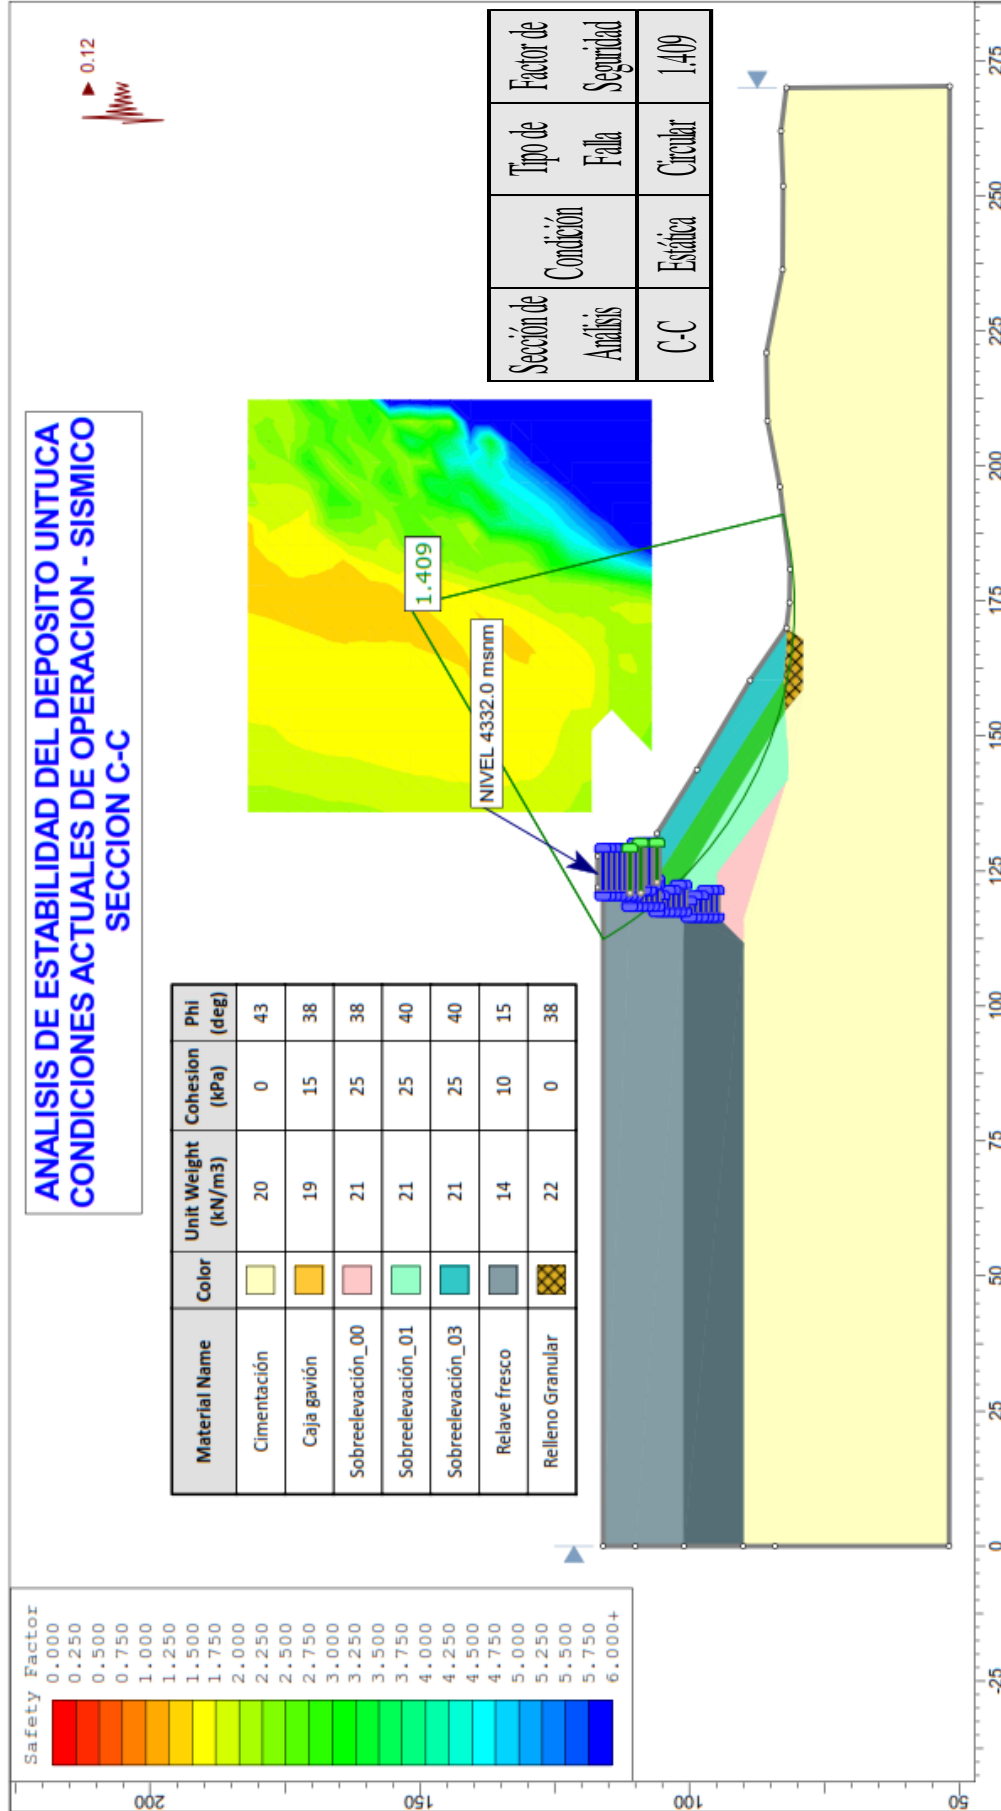 ANALISIS DE ESTABILIDAD DEL DEPOSITO UNTUCA
CONDICIONES ACTUALES DE OPERACION - SISMICO
SECCION C-C
0.12
Safety Factor
0.000
0.250
0.500
0.750
1.000
1.250
1.500
1.750
2.000
2.250
2.500
2.750
3.000
3.250
3.500
3.750
4.000
4.250
4.500
4.750
5.000
5.250
5.500
5.750
6.000+
Material Name Color Unit Weight (kN/m3) Cohesion (kPa) Phi (deg)
Cimentación 20 0 43
Caja gavión 19 15 38
Sobreelevación_00 21 25 38
Sobreelevación_01 21 25 40
Sobreelevación_03 21 25 40
Relave fresco 14 10 15
Relleno Granular 22 0 38
1.409
NIVEL 4332.0 msnm
Sección de Análisis Condición Tipo de Falla Factor de Seguridad
C-C Estática Circular 1.409
200
150
100
50
-25 0 25 50 75 100 125 150 175 200 225 250 275